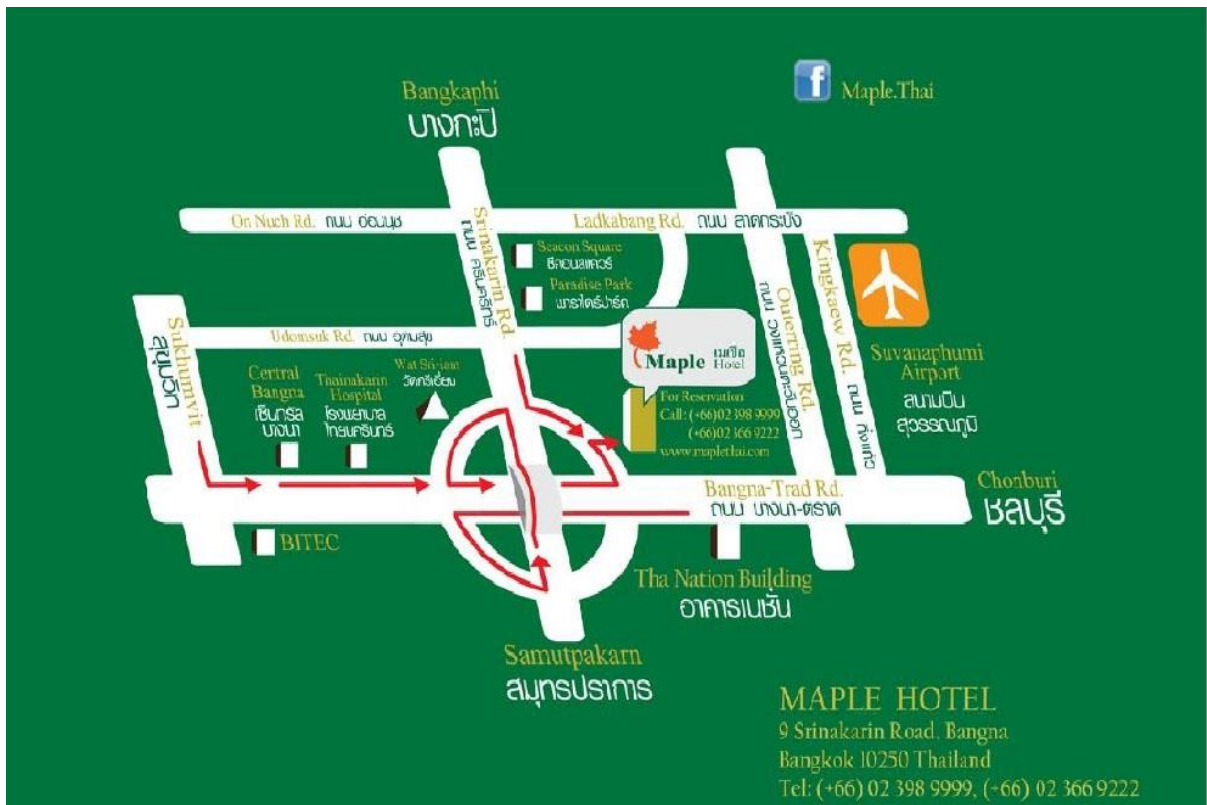 Maple.Thai
Bangkaphi
บางกะปิ
On Nuch Rd. ถนน อ่อนนุช
Ladkabang Rd. ถนน ลาดกระบัง
Srinakarin Rd.
ถนน ศรีนครินทร์
Seacon Square
ซีคอนสแควร์
Paradise Park
พาราไดร์ปาร์ค
Kingkaew Rd. ถนน กิ่งแก้ว
Outerring Rd.
Sukhumvit
สุขุมวิท
Udomsuk Rd. ถนน อุดมสุข
Maple เมเปิล
Hotel
Suvanaphumi
Airport
สนามบิน
สุวรรณภูมิ
Central
Bangna
เซ็นทรัล
บางนา
Thainakarin
Hospital
โรงพยาบาล
ไทยนครินทร์
Wat Sri-iam
วัดศรีเอี่ยม
For Reservation
Call: (+66)02 398 9999
(+66)02 366 9222
www.maplethai.com
Bangna-Trad Rd.
ถนน บางนา-ตราด
Chonburi
ชลบุรี
BITEC
Tha Nation Building
อาคารเนชั่น
Samutpakarn
สมุทรปราการ
MAPLE HOTEL
9 Srinakarin Road, Bangna
Bangkok 10250 Thailand
Tel: (+66) 02 398 9999, (+66) 02 366 9222